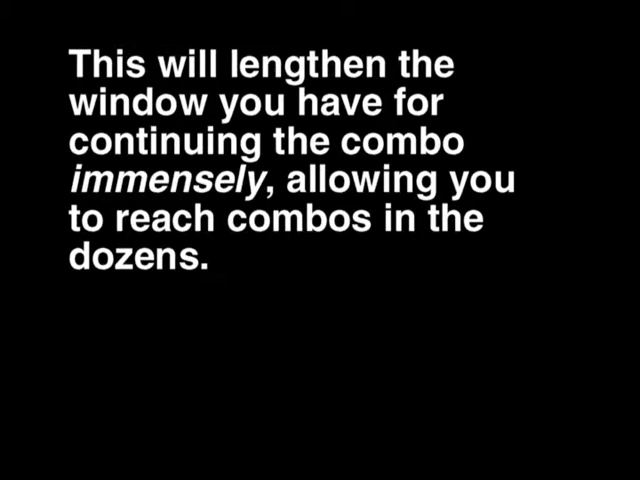 This will lengthen the
window you have for
continuing the combo
immensely, allowing you
to reach combos in the
dozens.